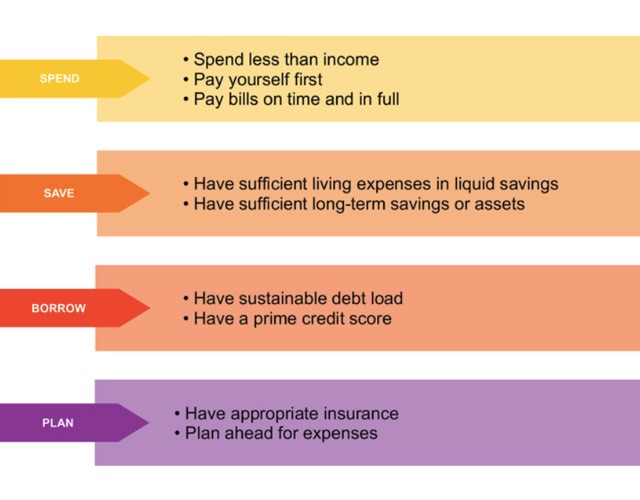 SPEND
• Spend less than income
• Pay yourself first
• Pay bills on time and in full
SAVE
• Have sufficient living expenses in liquid savings
• Have sufficient long-term savings or assets
BORROW
• Have sustainable debt load
• Have a prime credit score
PLAN
• Have appropriate insurance
• Plan ahead for expenses